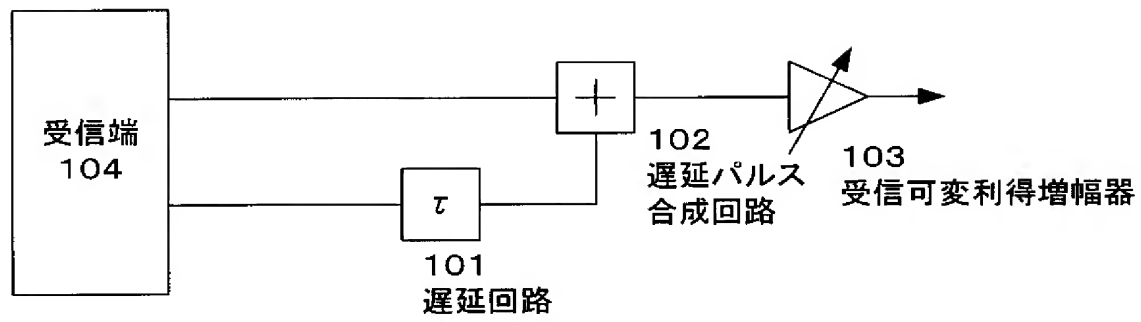 受信端
104
+
102
遅延パルス
合成回路
103
受信可変利得増幅器
τ
101
遅延回路